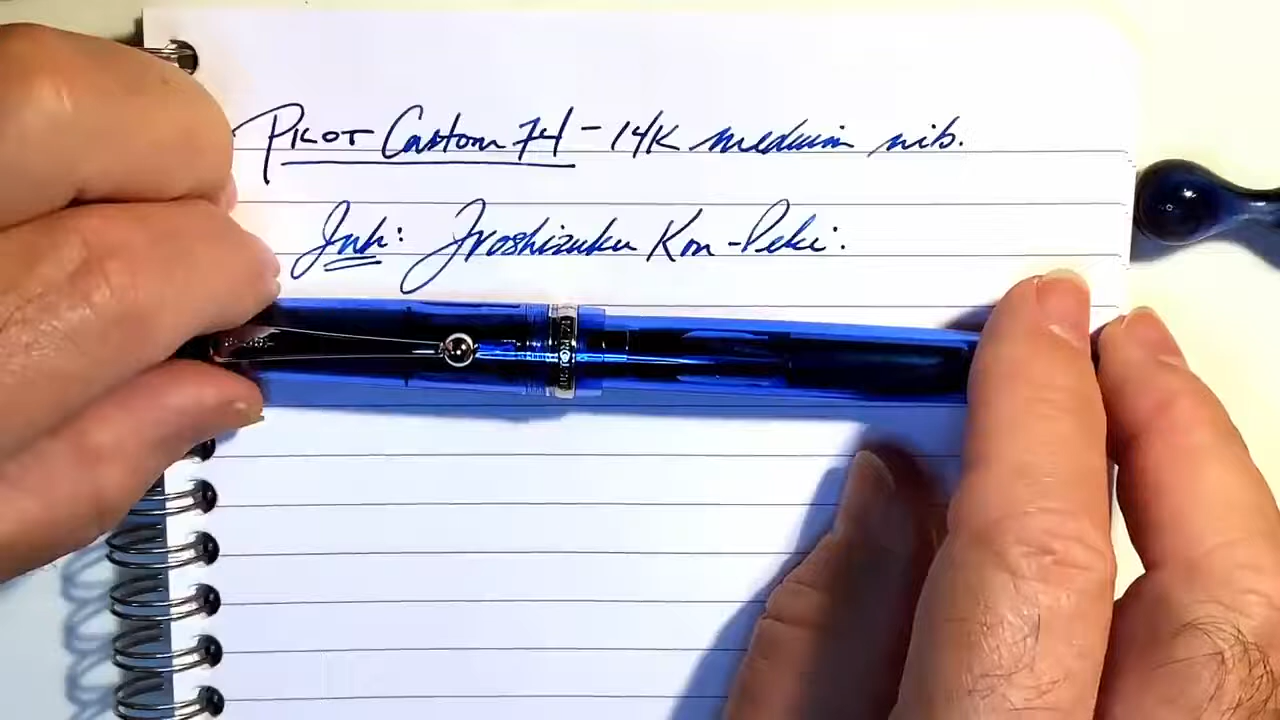 PILOT Custom 74 - 14K medium nib.
Ink: Iroshizuku Kon-Peki.